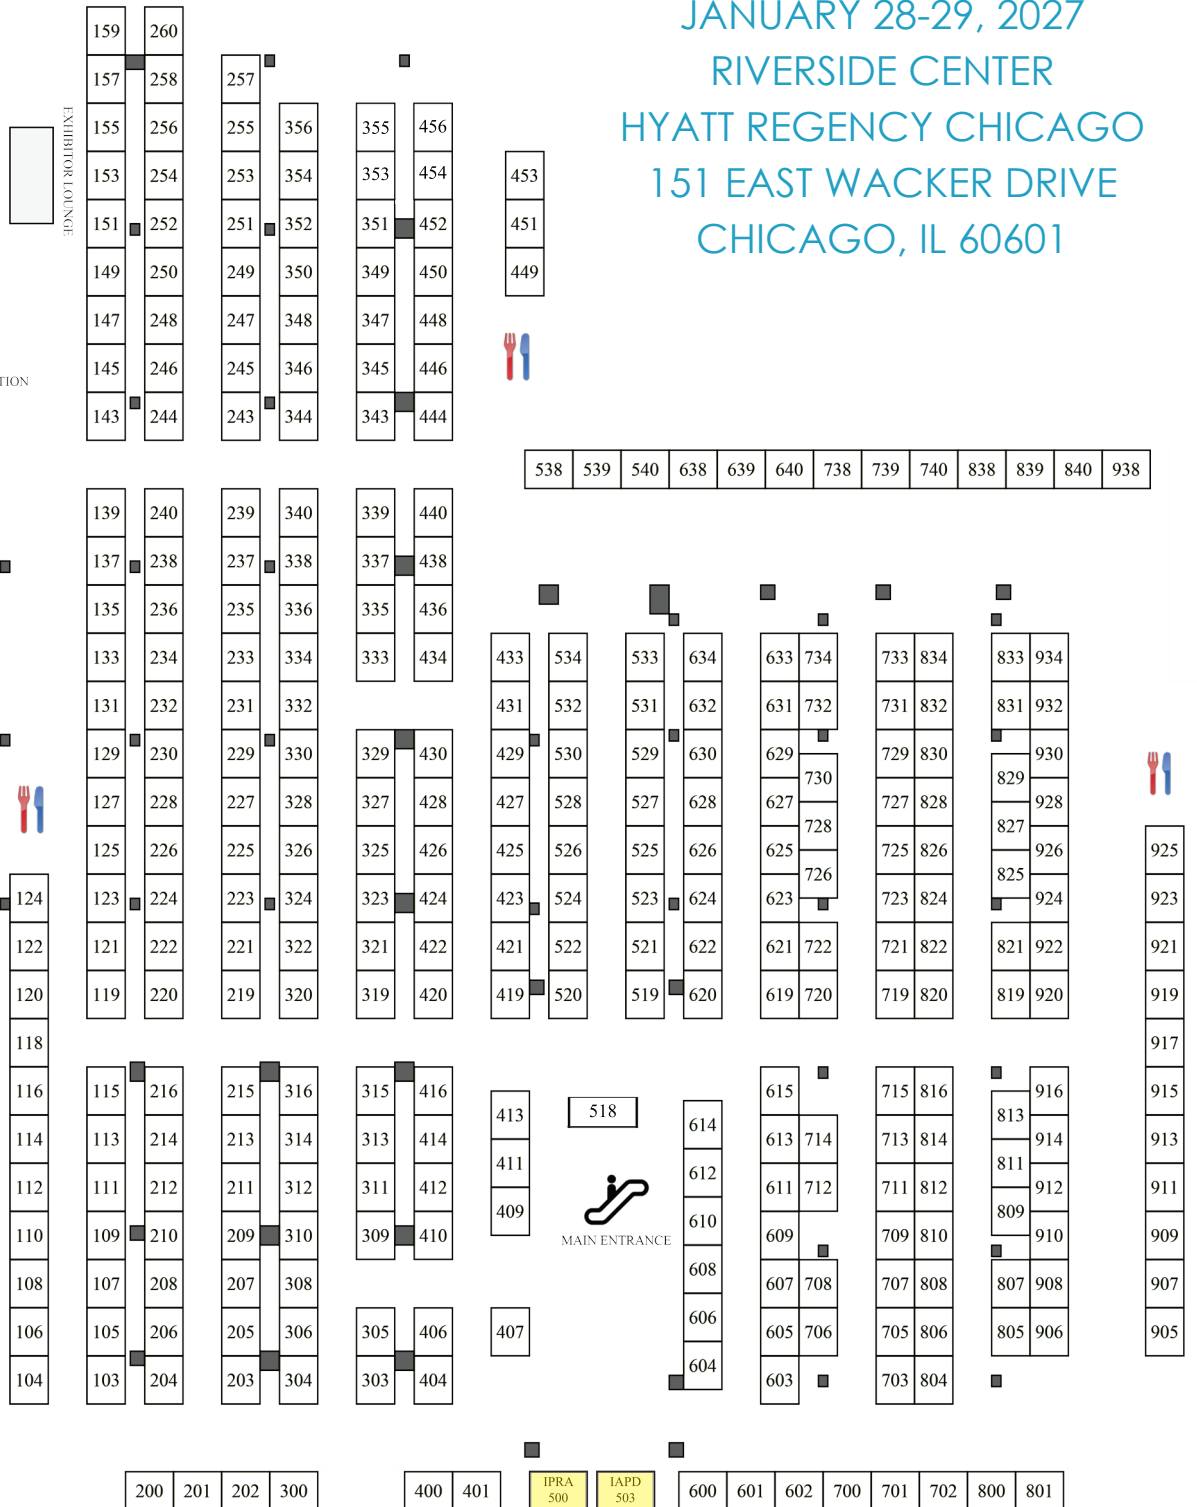 JANUARY 28-29, 2027
RIVERSIDE CENTER
HYATT REGENCY CHICAGO
151 EAST WACKER DRIVE
CHICAGO, IL 60601
159 260
157 258 257
155 256 255 356 355 456
EXHIBITOR LOUNGE
153 254 253 354 353 454 453
151 252 251 352 351 452 451
149 250 249 350 349 450 449
147 248 247 348 347 448
145 246 245 346 345 446
TION
143 244 243 344 343 444
538 539 540 638 639 640 738 739 740 838 839 840 938
139 240 239 340 339 440
137 238 237 338 337 438
135 236 235 336 335 436
133 234 233 334 333 434 433 534 533 634 633 734 733 834 833 934
131 232 231 332 431 532 531 632 631 732 731 832 831 932
129 230 229 330 329 430 429 530 529 630 629 729 830 930
730 829
127 228 227 328 327 428 427 528 527 628 627 727 828 928
728 827
125 226 225 326 325 426 425 526 525 626 625 725 826 926 925
726 825
124 123 224 223 324 323 424 423 524 523 624 623 723 824 924 923
122 121 222 221 322 321 422 421 522 521 622 621 722 721 822 821 922 921
120 119 220 219 320 319 420 419 520 519 620 619 720 719 820 819 920 919
118 917
116 115 216 215 316 315 416 615 715 816 916 915
413 518 614 813
114 113 214 213 314 313 414 613 714 713 814 914 913
411 612 811
112 111 212 211 312 311 412 611 712 711 812 912 911
409 610 809
110 109 210 209 310 309 410 609 709 810 910 909
MAIN ENTRANCE
108 107 208 207 308 608 607 708 707 808 807 908 907
106 105 206 205 306 305 406 407 606 605 706 705 806 805 906 905
104 103 204 203 304 303 404 604 603 703 804
200 201 202 300 400 401 IPRA 500 IAPD 503 600 601 602 700 701 702 800 801